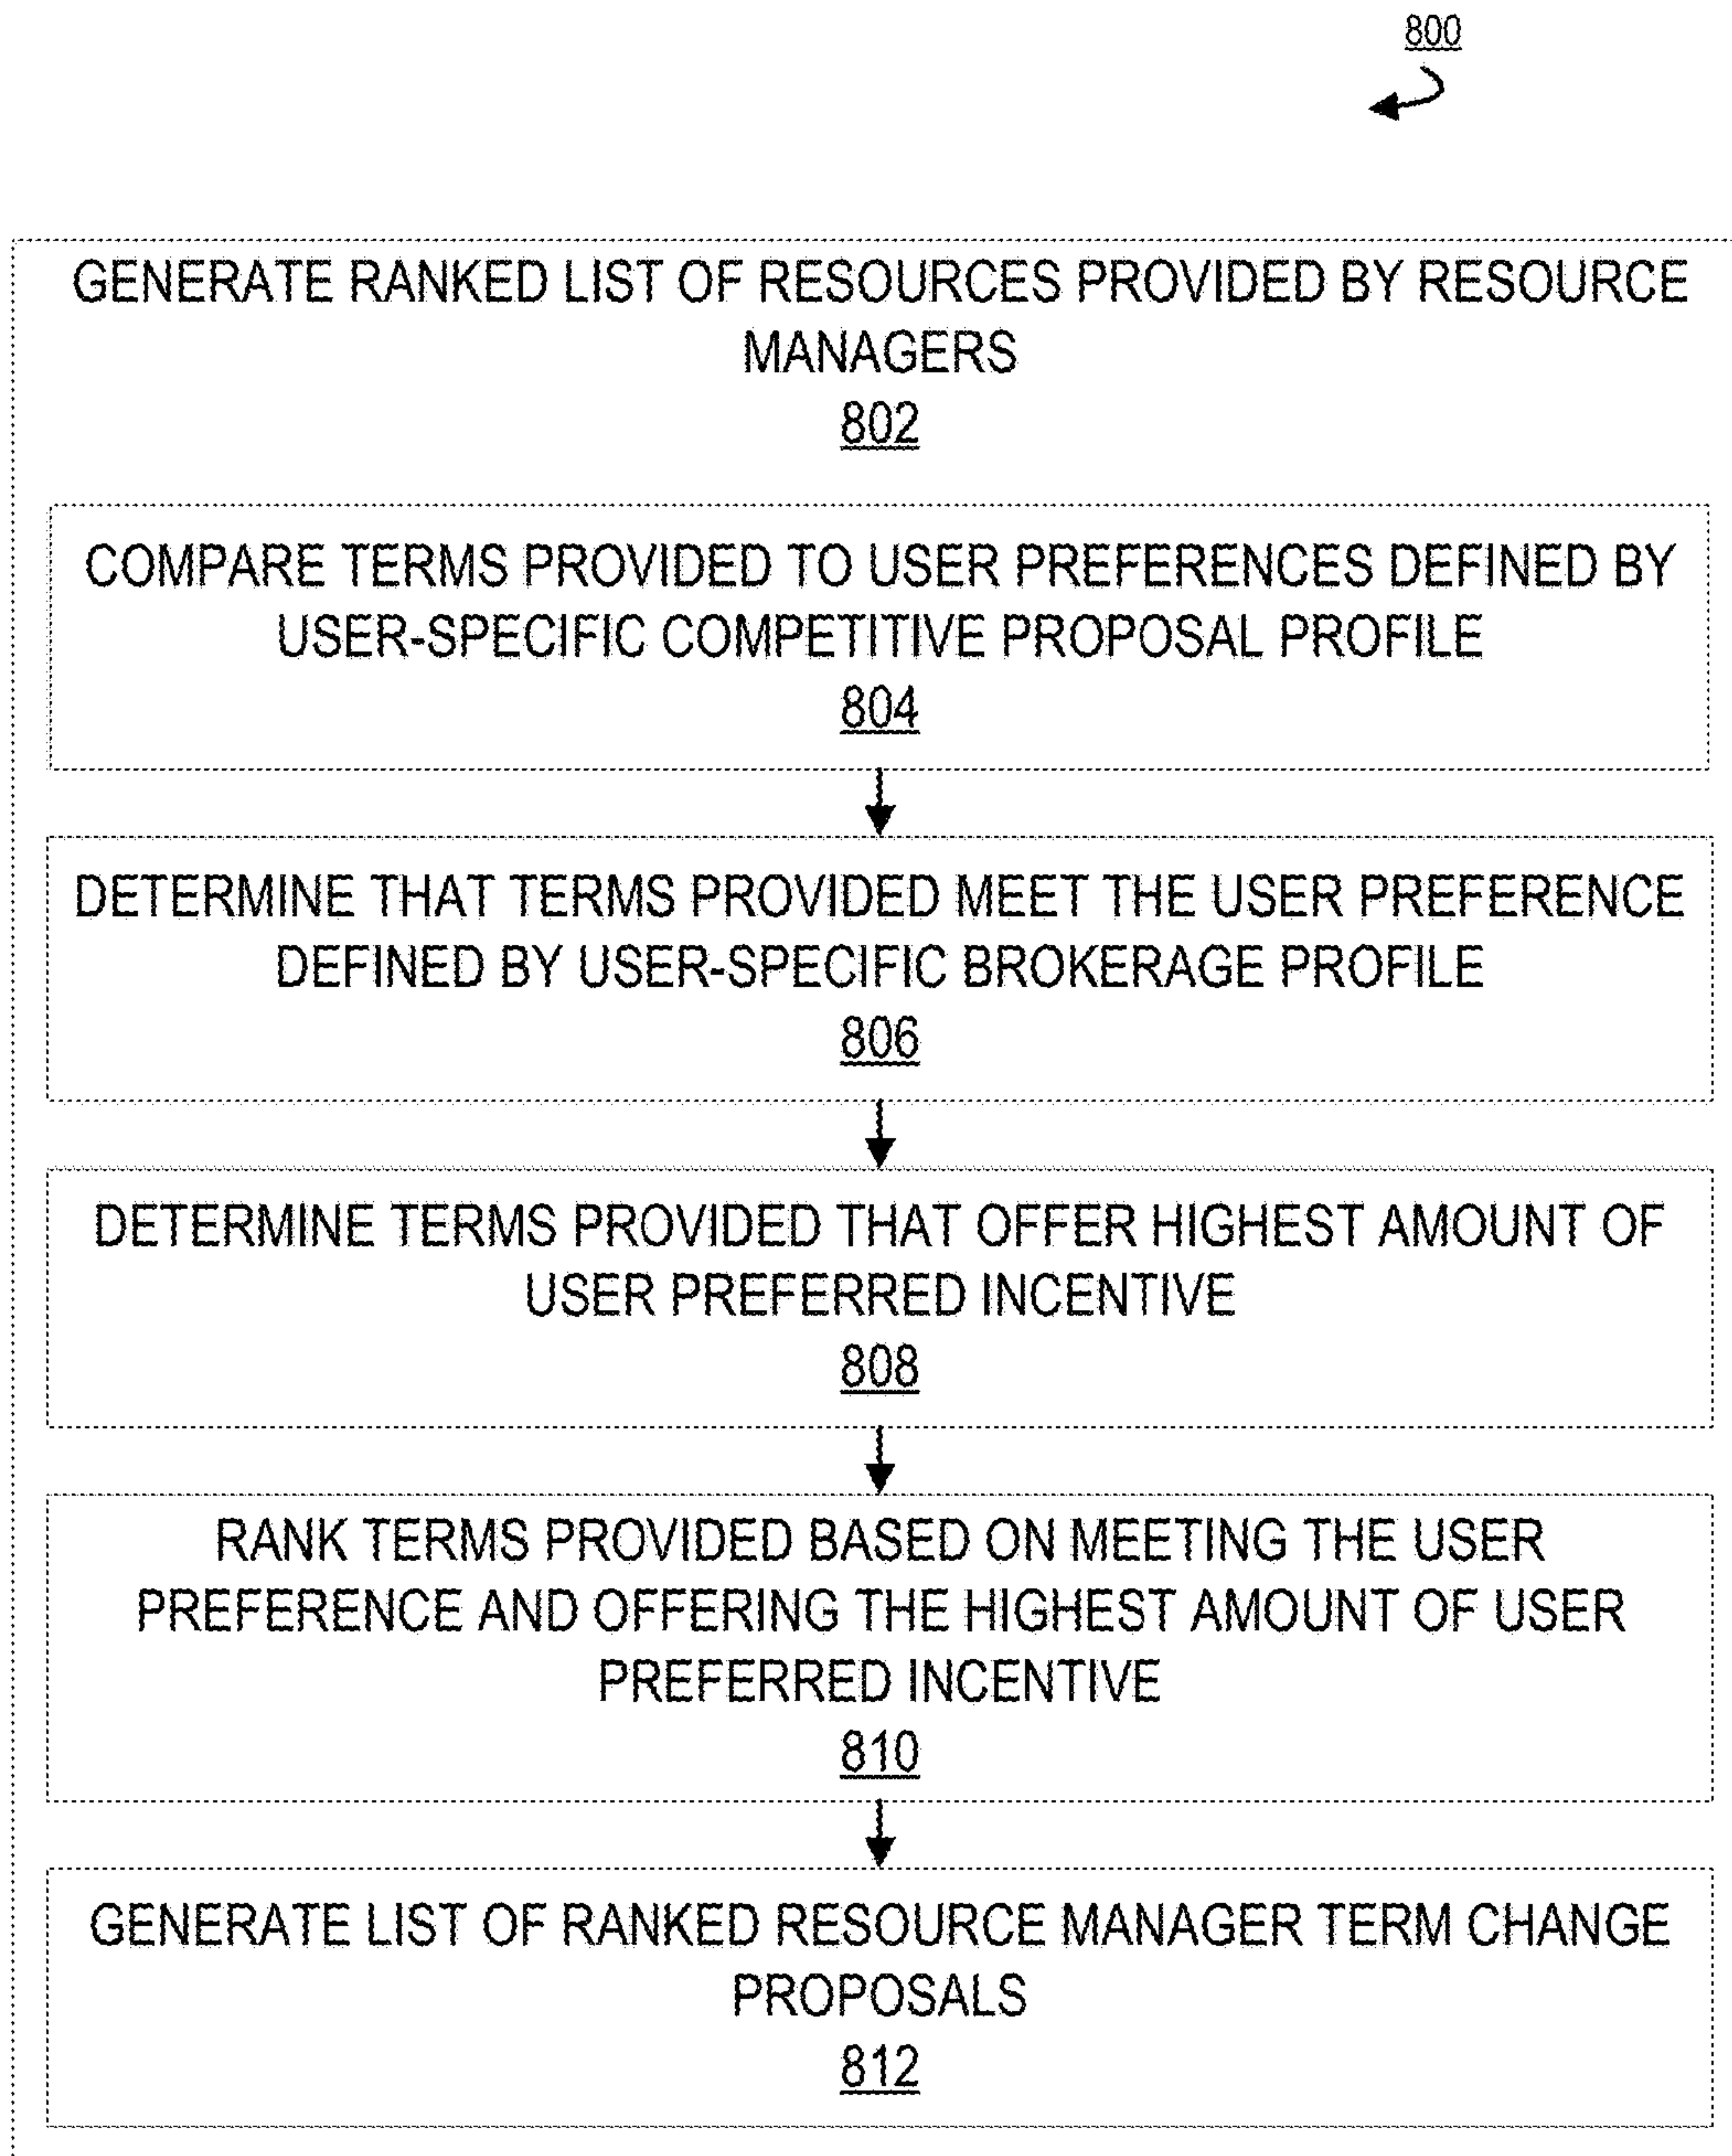 800
GENERATE RANKED LIST OF RESOURCES PROVIDED BY RESOURCE
MANAGERS
802
COMPARE TERMS PROVIDED TO USER PREFERENCES DEFINED BY
USER-SPECIFIC COMPETITIVE PROPOSAL PROFILE
804
DETERMINE THAT TERMS PROVIDED MEET THE USER PREFERENCE
DEFINED BY USER-SPECIFIC BROKERAGE PROFILE
806
DETERMINE TERMS PROVIDED THAT OFFER HIGHEST AMOUNT OF
USER PREFERRED INCENTIVE
808
RANK TERMS PROVIDED BASED ON MEETING THE USER
PREFERENCE AND OFFERING THE HIGHEST AMOUNT OF USER
PREFERRED INCENTIVE
810
GENERATE LIST OF RANKED RESOURCE MANAGER TERM CHANGE
PROPOSALS
812